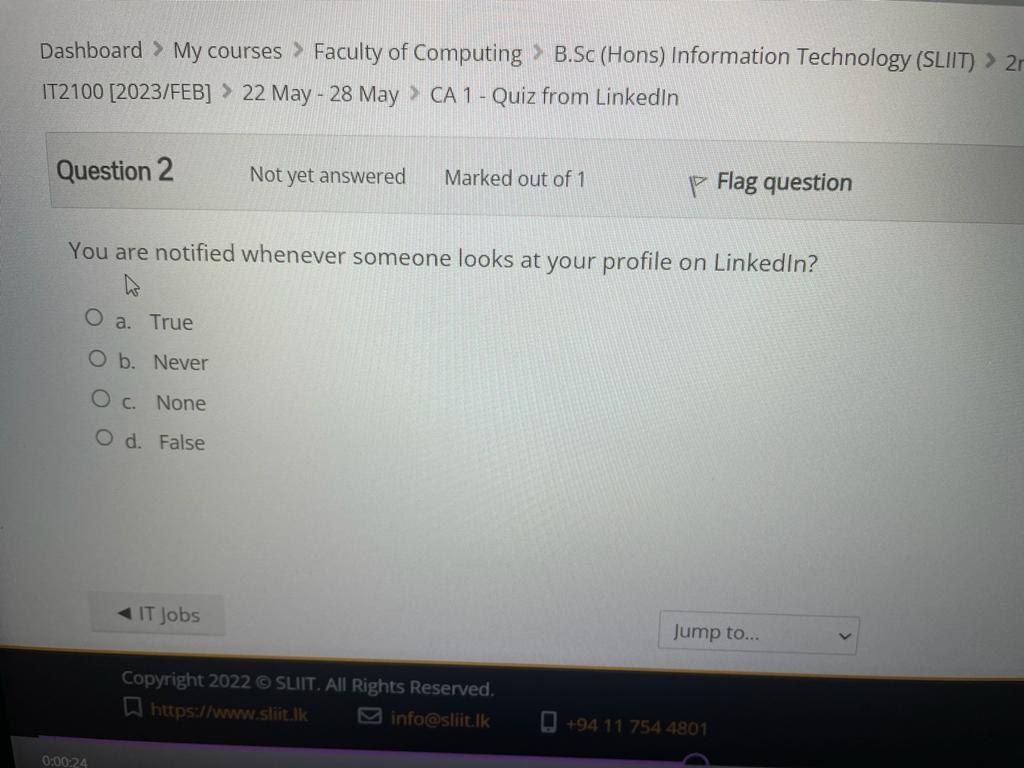 Dashboard > My courses > Faculty of Computing > B.Sc (Hons) Information Technology (SLIIT) >
IT2100 [2023/FEB] > 22 May - 28 May > CA 1 - Quiz from LinkedIn
Question 2 Not yet answered Marked out of 1 Flag question
You are notified whenever someone looks at your profile on LinkedIn?
a. True
b. Never
c. None
d. False
◄ IT Jobs Jump to...
Copyright 2022 © SLIIT. All Rights Reserved.
https://www.sliit.lk info@sliit.lk +94 11 754 4801
0:00:24